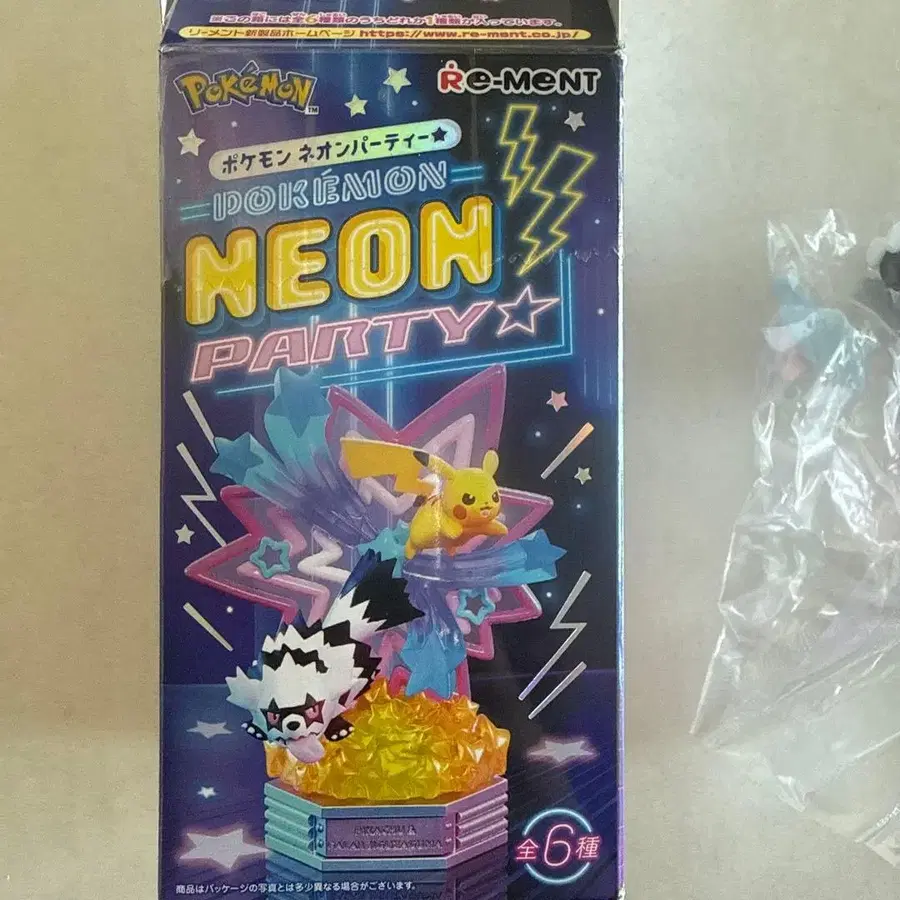 ※この箱には全6種類のうちどれか1種類が入っています。
リーメント新製品ホームページ https://www.re-ment.co.jp/
POKÉMON™
Re-MeNT
ポケモン ネオンパーティー★
POKÉMON
NEON
PARTY☆
PIKACHU &
GALARIAN ZIGZAGOON
全6種
商品はパッケージの写真とは多少異なる場合がございます。